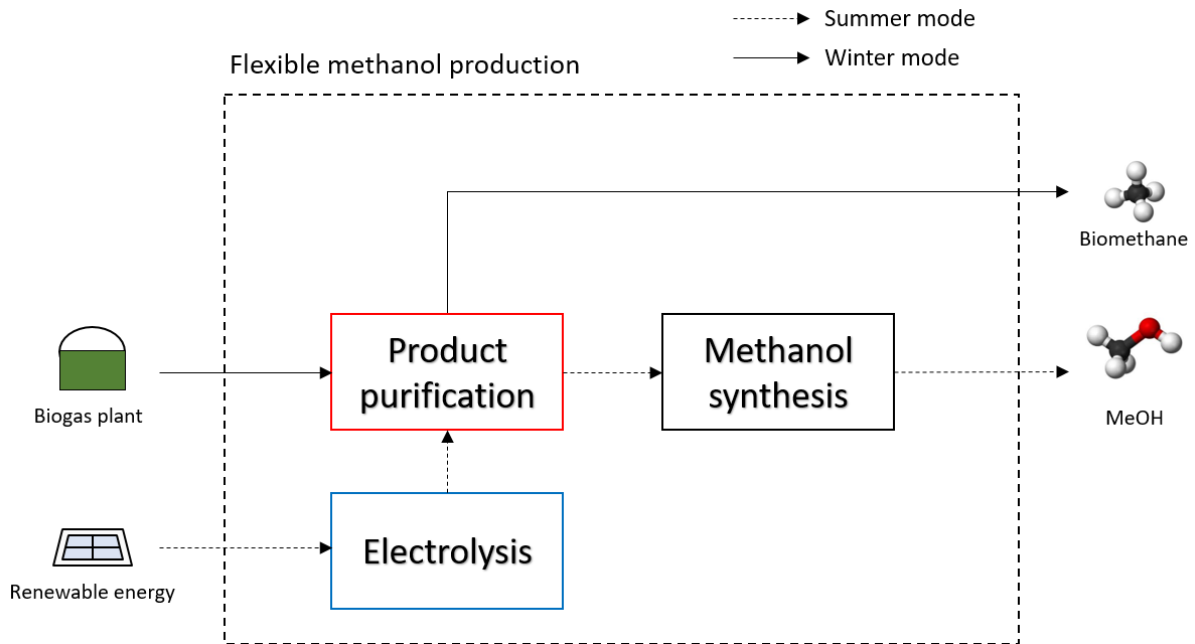 Summer mode
Winter mode
Flexible methanol production
Biomethane
Product
purification
Methanol
synthesis
Biogas plant
MeOH
Electrolysis
Renewable energy